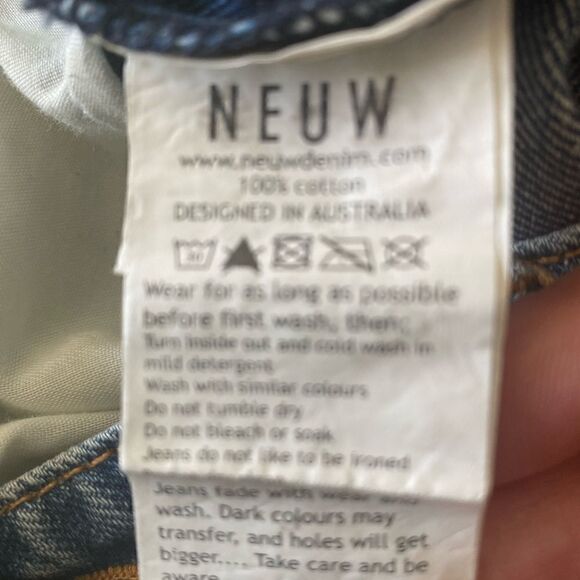 NEUW
www.neuwdenim.com
100% cotton
DESIGNED IN AUSTRALIA
Wear for as long as possible
before first wash, then;
Turn inside out and cold wash in
mild detergent
Wash with similar colours
Do not tumble dry
Do not bleach or soak
Jeans do not like to be ironed
Jeans fade with wear and
wash. Dark colours may
transfer, and holes will get
bigger.... Take care and be
aware